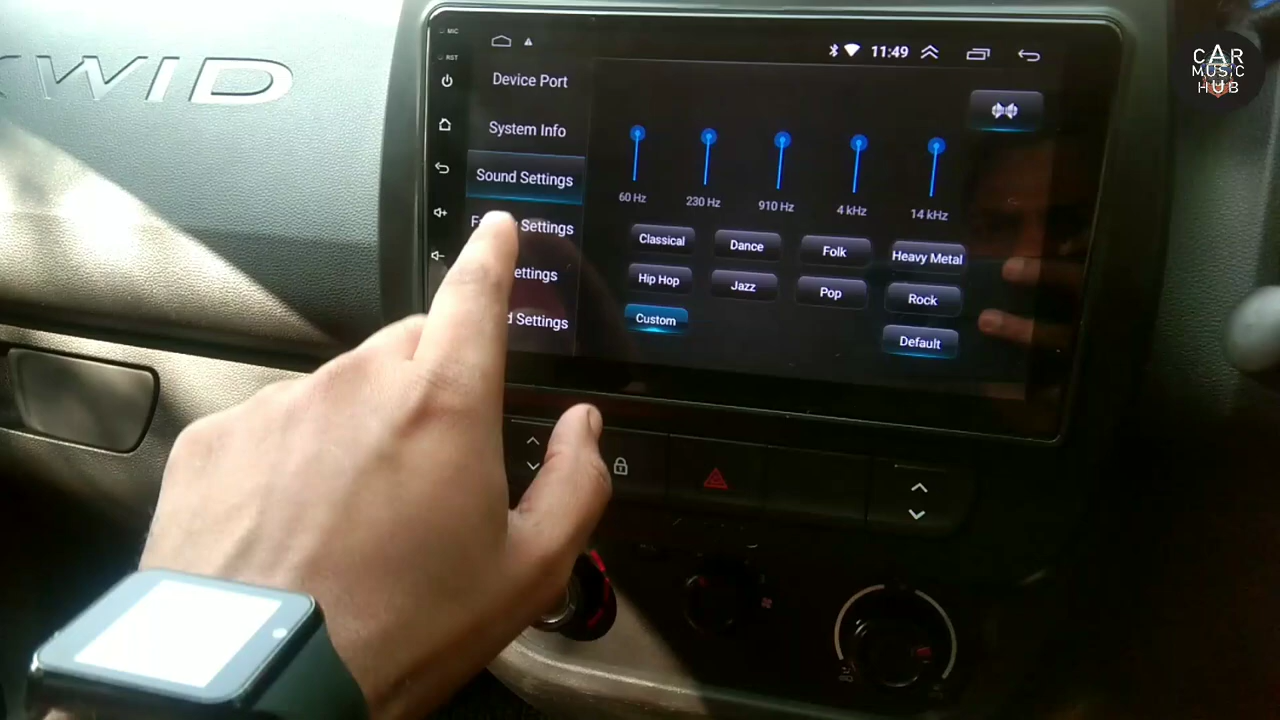 KWID
MIC
RST
11:49
Device Port
System Info
Sound Settings
Settings
ettings
d Settings
60 Hz
230 Hz
910 Hz
4 kHz
14 kHz
Classical
Dance
Folk
Heavy Metal
Hip Hop
Jazz
Pop
Rock
Custom
Default
CAR
MUSIC
HUB